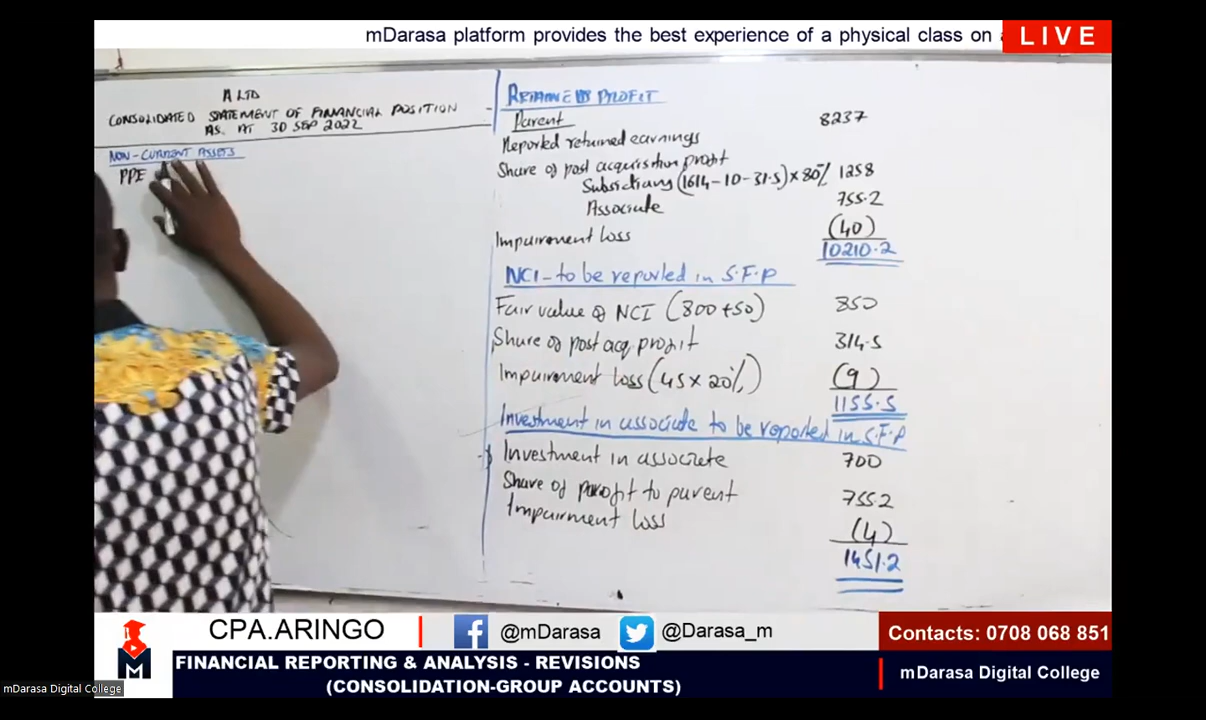 mDarasa platform provides the best experience of a physical class on a
LIVE
A LTD
CONSOLIDATED STATEMENT OF FINANCIAL POSITION
AS. AT 30 SEP 2022
NON-CURRENT ASSETS
PPE
RETAINED PROFIT
Parent
Reported retained earnings 8237
Share of post acquisition profit
Subsidiary (1614-10-31.5)×80% 1258
Associate 755.2
Impairment loss (40)
10210.2
NCI - to be reported in S.F.P
Fair value of NCI (800+50) 850
Share of post acq profit 314.5
Impairment loss (45×20%) (9)
1155.5
Investment in associate to be reported in S.F.P
Investment in associate 700
Share of profit to parent 755.2
Impairment loss (4)
1451.2
CPA.ARINGO @mDarasa @Darasa_m Contacts: 0708 068 851
FINANCIAL REPORTING & ANALYSIS - REVISIONS
(CONSOLIDATION-GROUP ACCOUNTS)
mDarasa Digital College
mDarasa Digital College